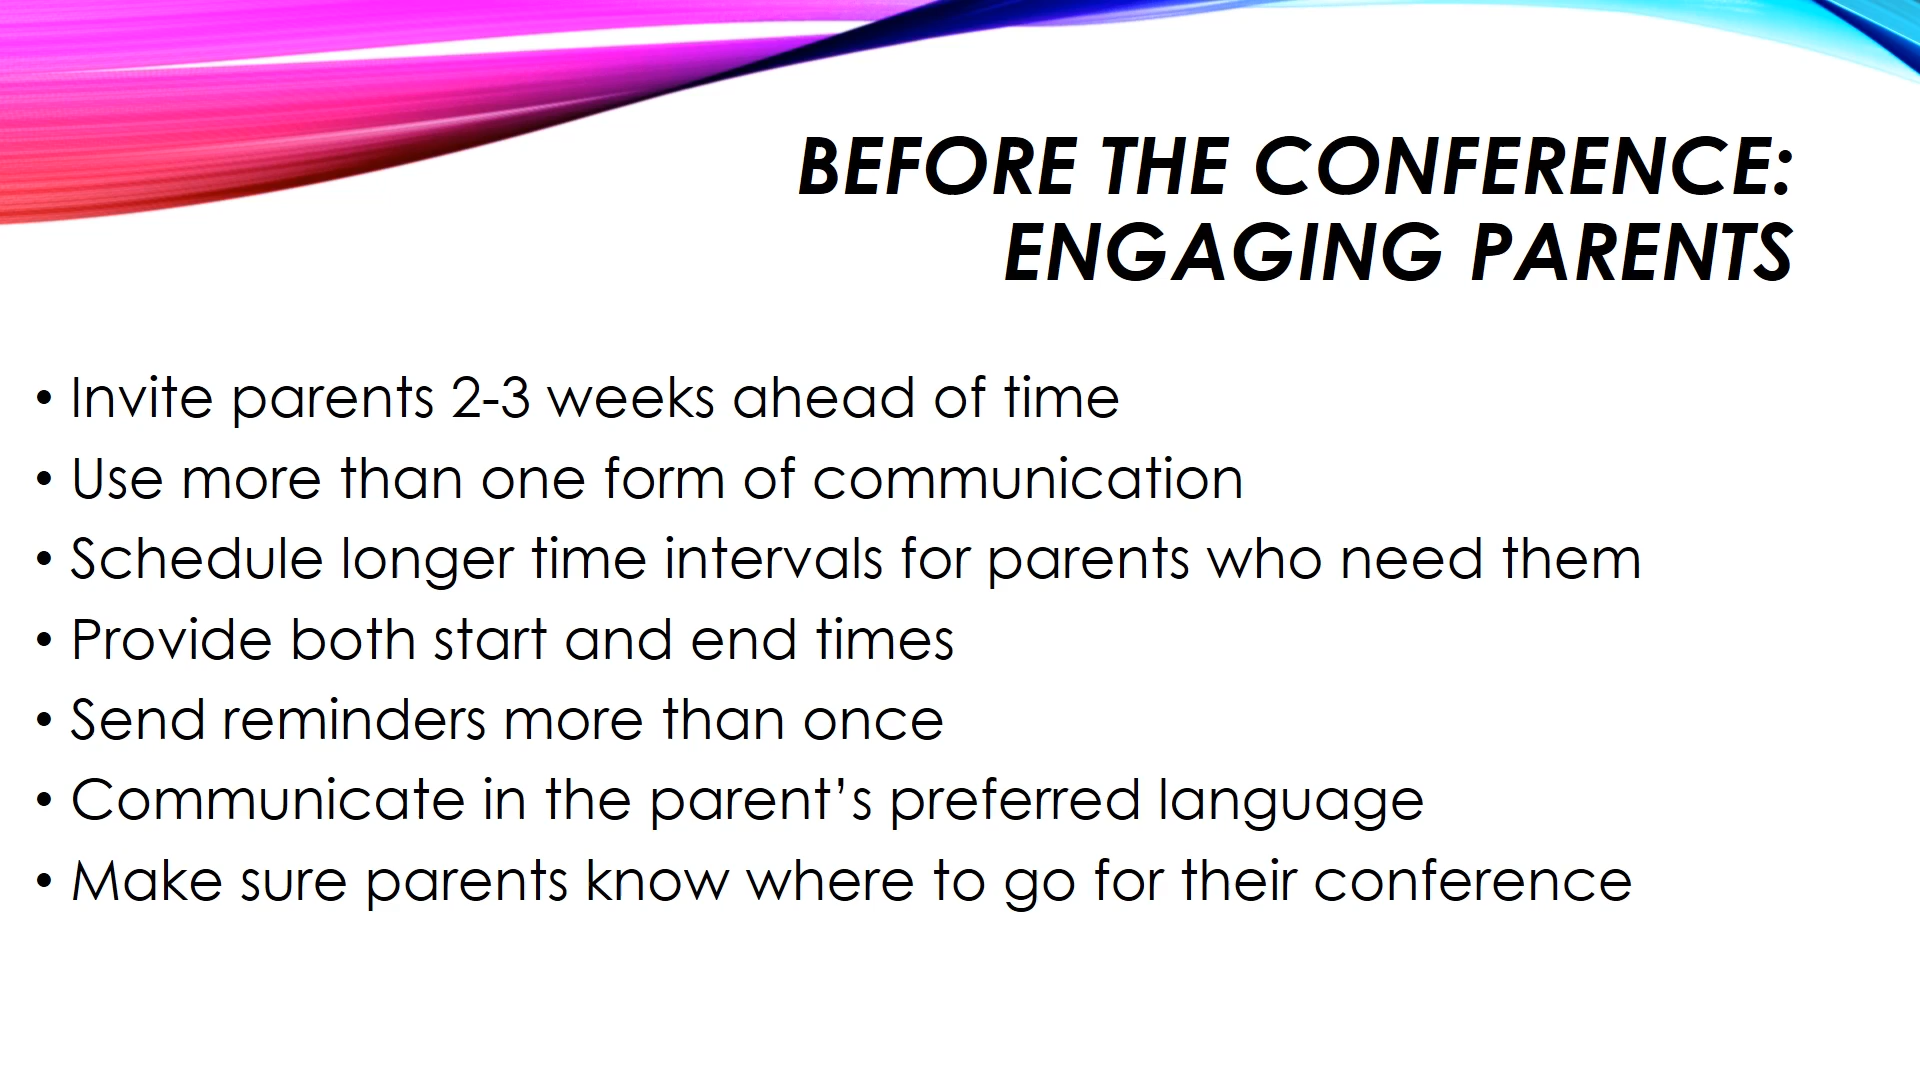 BEFORE THE CONFERENCE:
ENGAGING PARENTS
• Invite parents 2-3 weeks ahead of time
• Use more than one form of communication
• Schedule longer time intervals for parents who need them
• Provide both start and end times
• Send reminders more than once
• Communicate in the parent’s preferred language
• Make sure parents know where to go for their conference